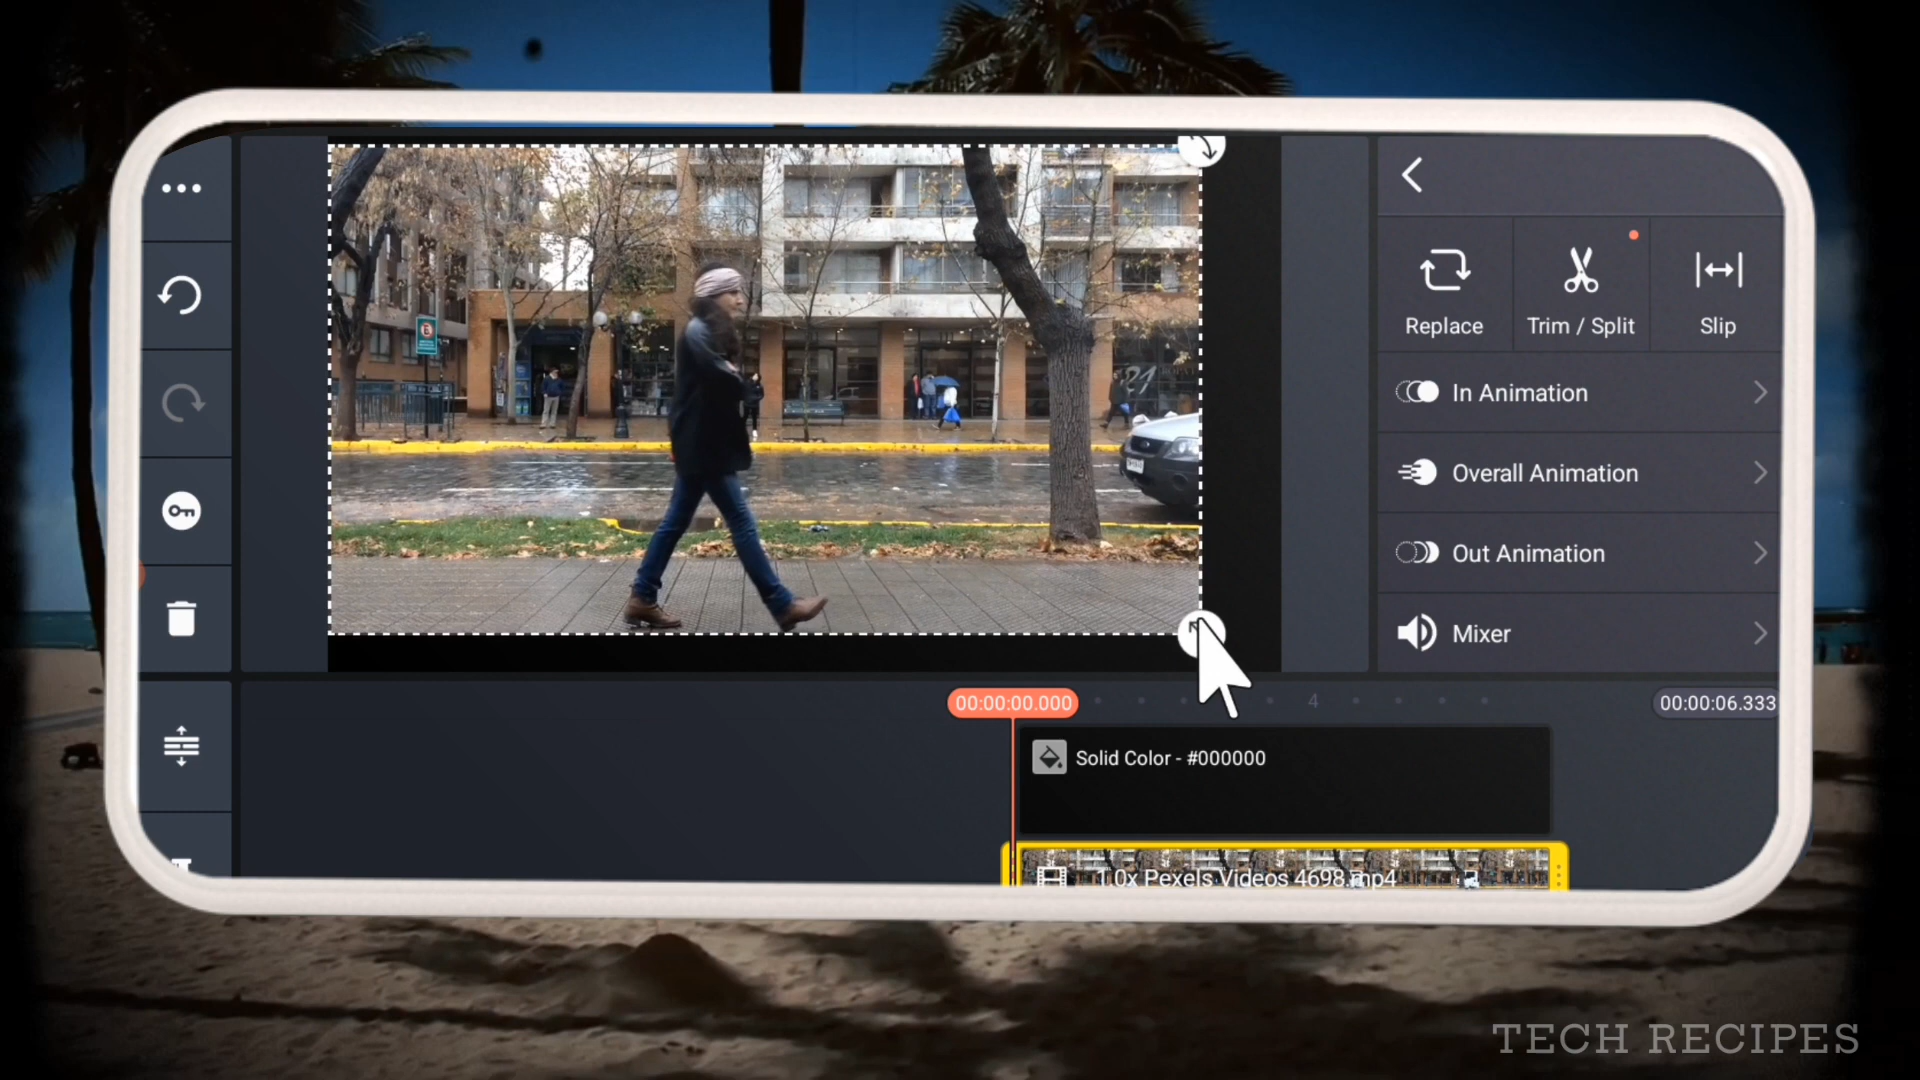 Replace
Trim / Split
Slip
In Animation
Overall Animation
Out Animation
Mixer
00:00:00.000
4
00:00:06.333
Solid Color - #000000
1.0x Pexels Videos 4698.mp4
TECH RECIPES